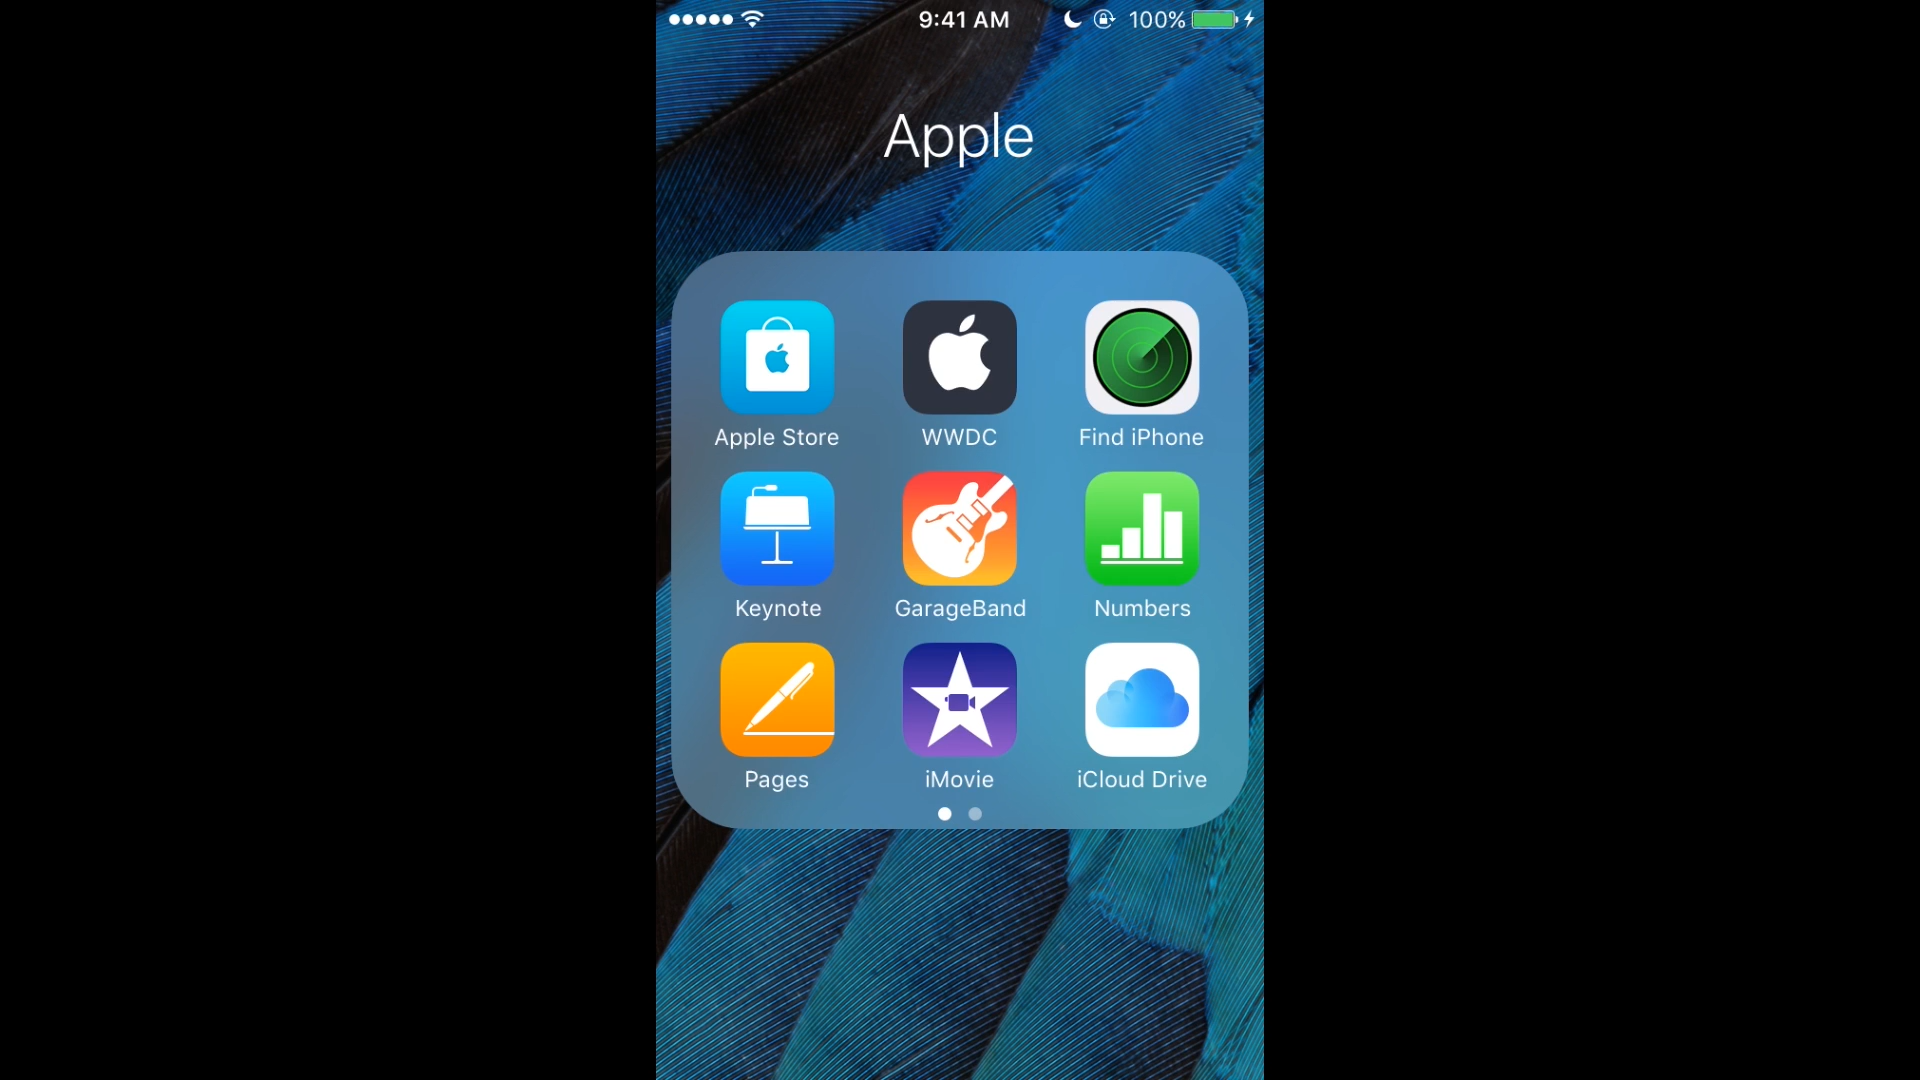 9:41 AM 100%
Apple
Apple Store WWDC Find iPhone
Keynote GarageBand Numbers
Pages iMovie iCloud Drive